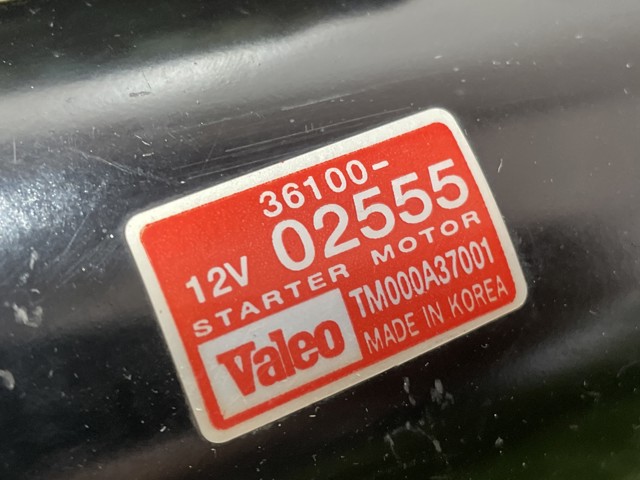 36100-
12V 02555
STARTER MOTOR
Valeo TM000A37001
MADE IN KOREA